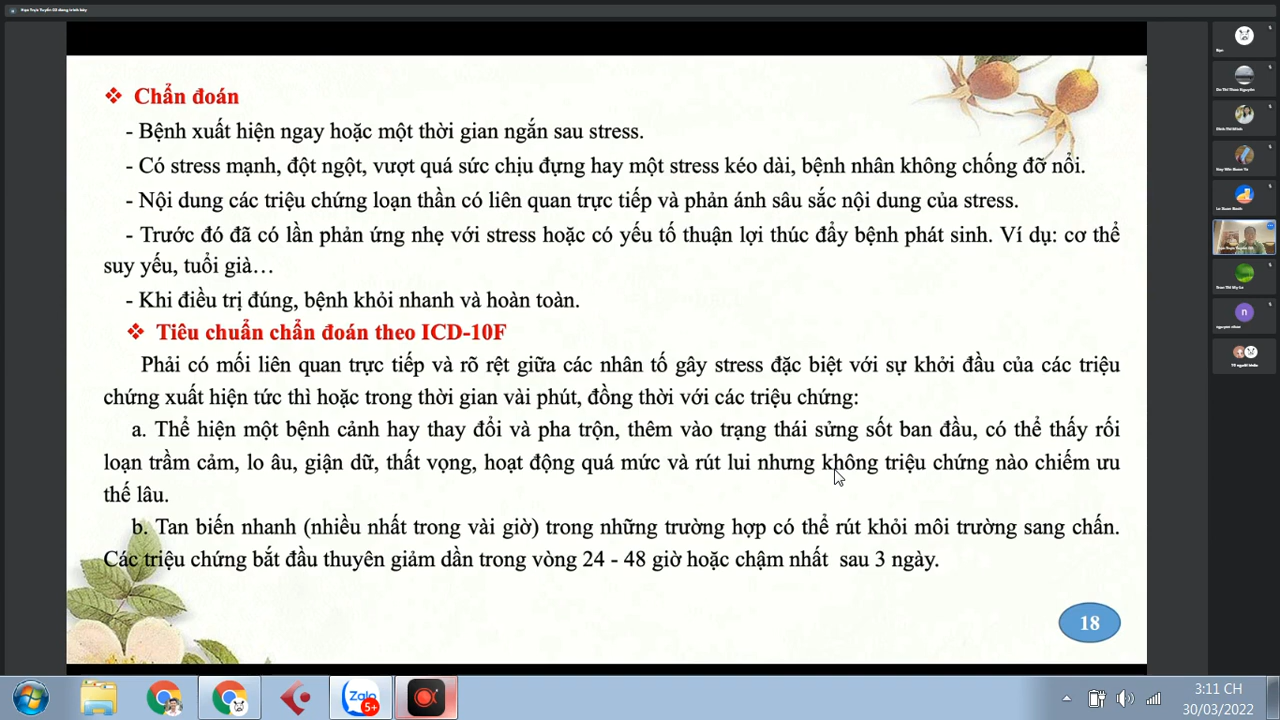 ❖ Chẩn đoán
- Bệnh xuất hiện ngay hoặc một thời gian ngắn sau stress.
- Có stress mạnh, đột ngột, vượt quá sức chịu đựng hay một stress kéo dài, bệnh nhân không chống đỡ nổi.
- Nội dung các triệu chứng loạn thần có liên quan trực tiếp và phản ánh sâu sắc nội dung của stress.
- Trước đó đã có lần phản ứng nhẹ với stress hoặc có yếu tố thuận lợi thúc đẩy bệnh phát sinh. Ví dụ: cơ thể
suy yếu, tuổi già…
- Khi điều trị đúng, bệnh khỏi nhanh và hoàn toàn.
❖ Tiêu chuẩn chẩn đoán theo ICD-10F
Phải có mối liên quan trực tiếp và rõ rệt giữa các nhân tố gây stress đặc biệt với sự khởi đầu của các triệu
chứng xuất hiện tức thì hoặc trong thời gian vài phút, đồng thời với các triệu chứng:
a. Thể hiện một bệnh cảnh hay thay đổi và pha trộn, thêm vào trạng thái sửng sốt ban đầu, có thể thấy rối
loạn trầm cảm, lo âu, giận dữ, thất vọng, hoạt động quá mức và rút lui nhưng không triệu chứng nào chiếm ưu
thế lâu.
b. Tan biến nhanh (nhiều nhất trong vài giờ) trong những trường hợp có thể rút khỏi môi trường sang chấn.
Các triệu chứng bắt đầu thuyên giảm dần trong vòng 24 - 48 giờ hoặc chậm nhất sau 3 ngày.
18
Bạn
n
Zalo
5+
3:11 CH
30/03/2022